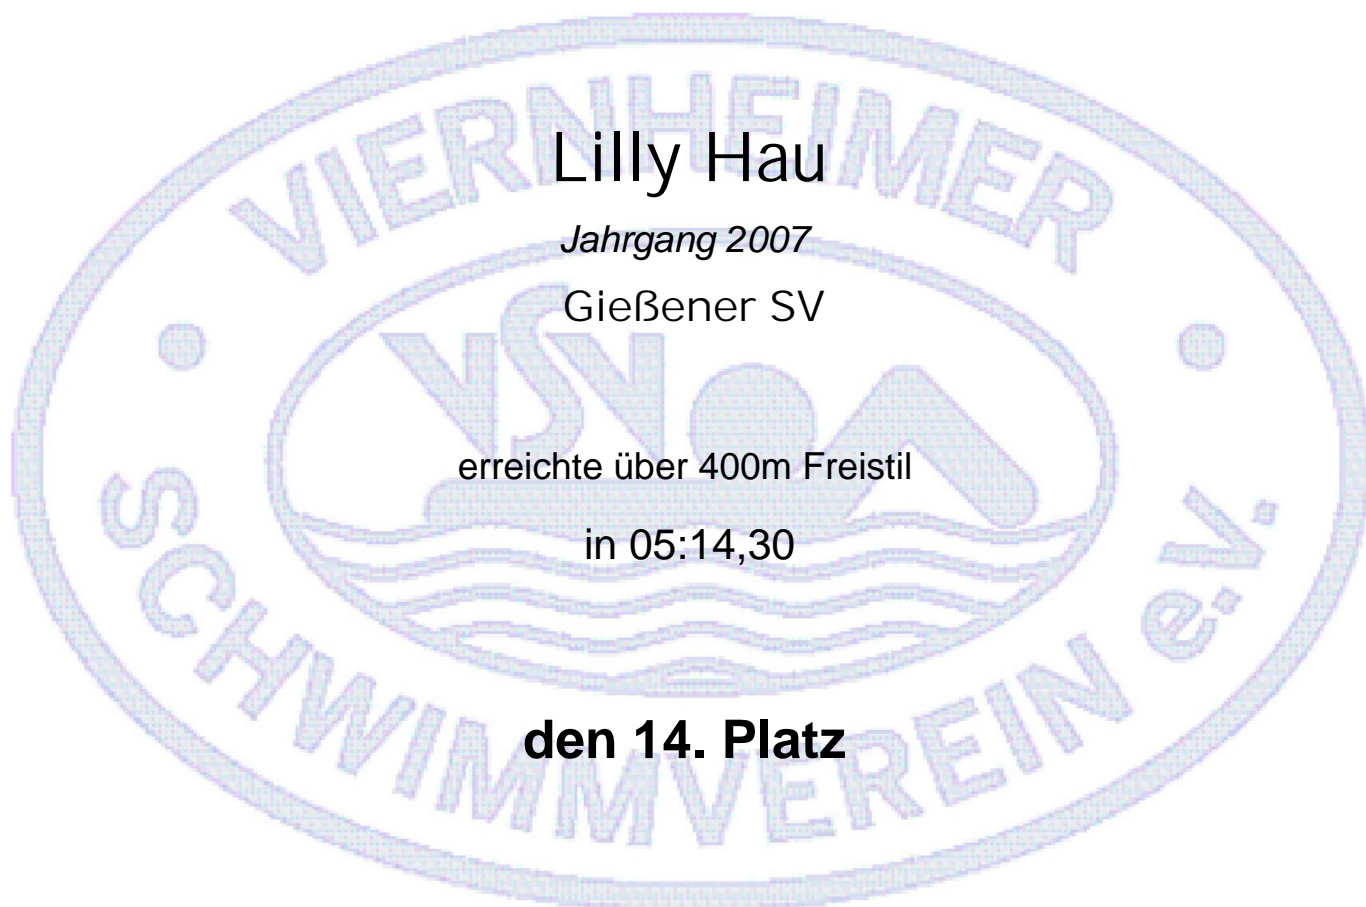 VIERNHEIMER
Lilly Hau
Jahrgang 2007
Gießener SV
VSV
erreichte über 400m Freistil
in 05:14,30
den 14. Platz
SCHWIMMVEREIN e.V.